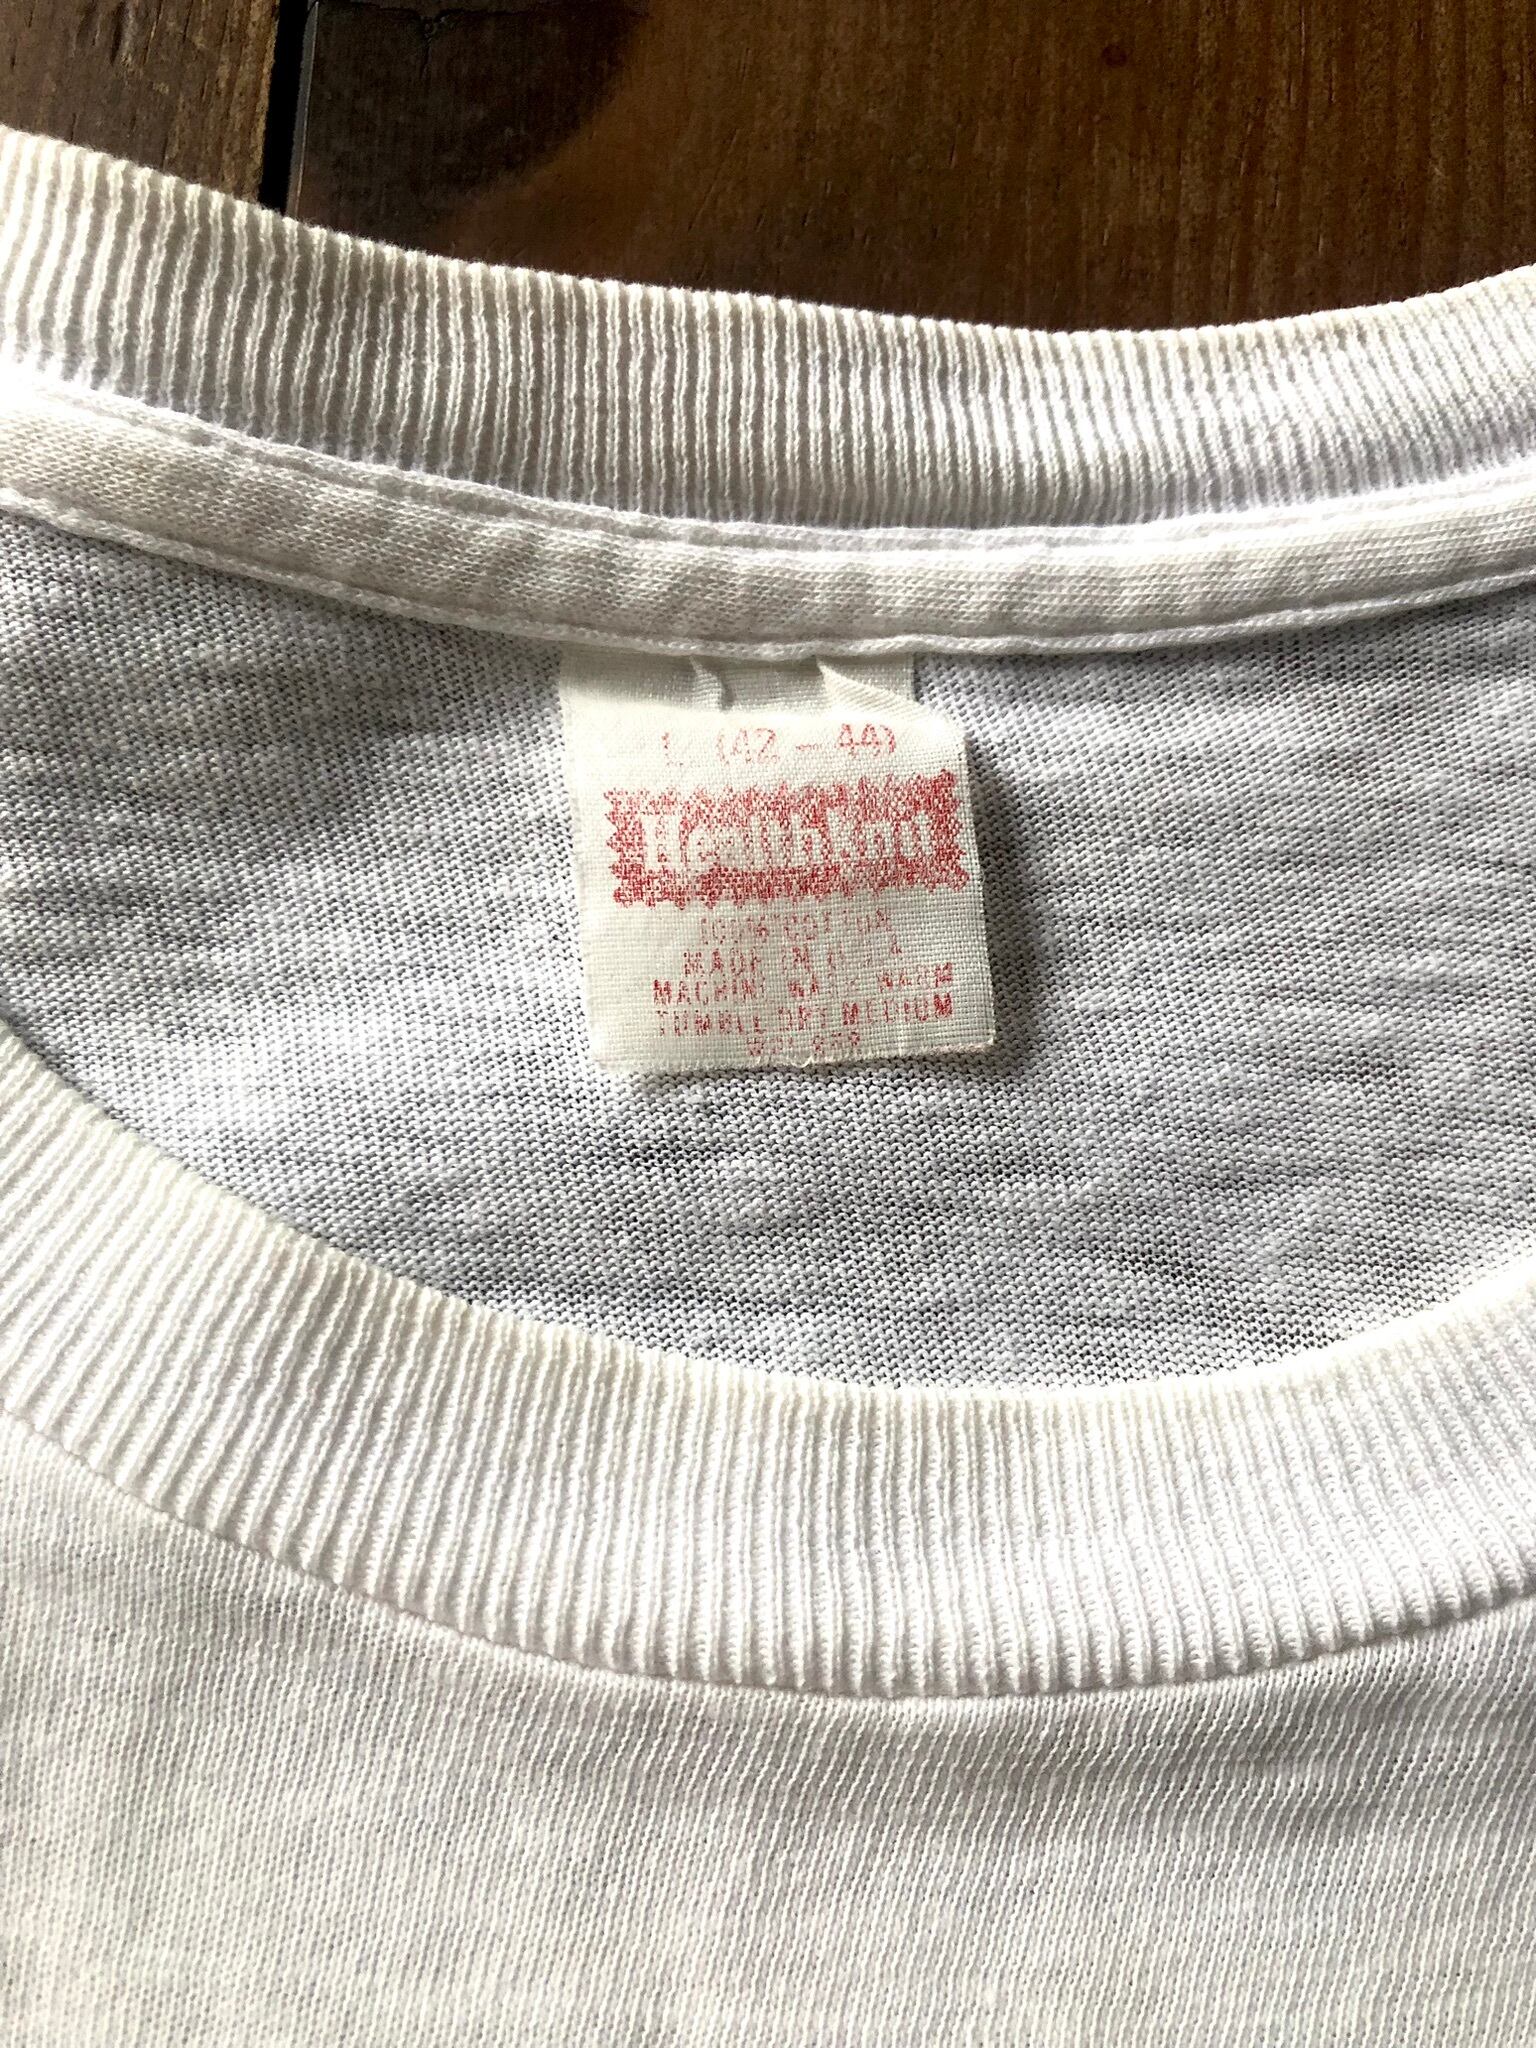 L (42 - 44)
Healthknit
100% COTTON
MADE IN U.S.A
MACHINE WASH WARM
TUMBLE DRY MEDIUM